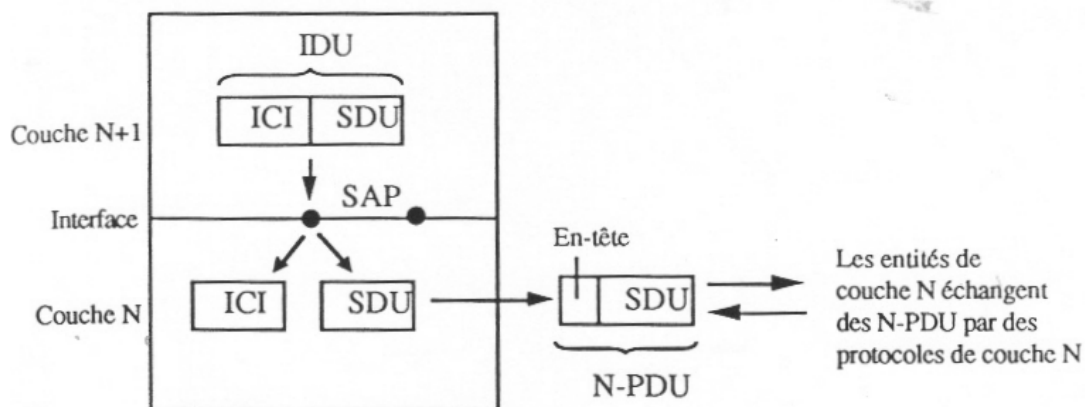 IDU
ICI SDU
Couche N+1
SAP
Interface
En-tête
ICI SDU
Couche N
SDU
Les entités de
couche N échangent
des N-PDU par des
protocoles de couche N
N-PDU